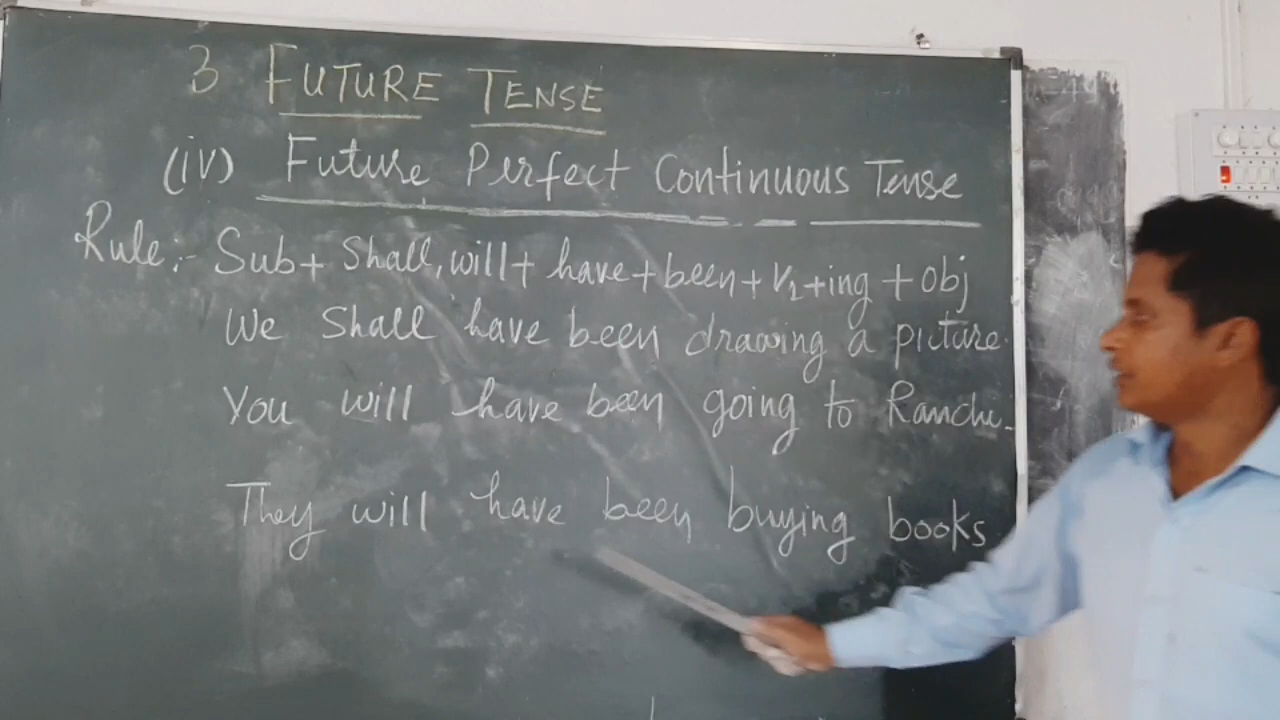 3 FUTURE TENSE
(iv) Future Perfect Continuous Tense
Rule:- Sub + Shall, will + have + been + V1 + ing + obj
We Shall have been drawing a picture.
You will have been going to Ranchi.
They will have been buying books